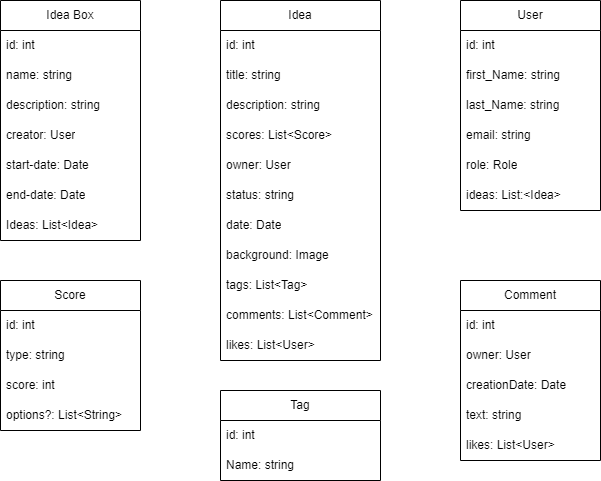 Idea Box
id: int
name: string
description: string
creator: User
start-date: Date
end-date: Date
Ideas: List<Idea>
Idea
id: int
title: string
description: string
scores: List<Score>
owner: User
status: string
date: Date
background: Image
tags: List<Tag>
comments: List<Comment>
likes: List<User>
User
id: int
first_Name: string
last_Name: string
email: string
role: Role
ideas: List:<Idea>
Score
id: int
type: string
score: int
options?: List<String>
Tag
id: int
Name: string
Comment
id: int
owner: User
creationDate: Date
text: string
likes: List<User>